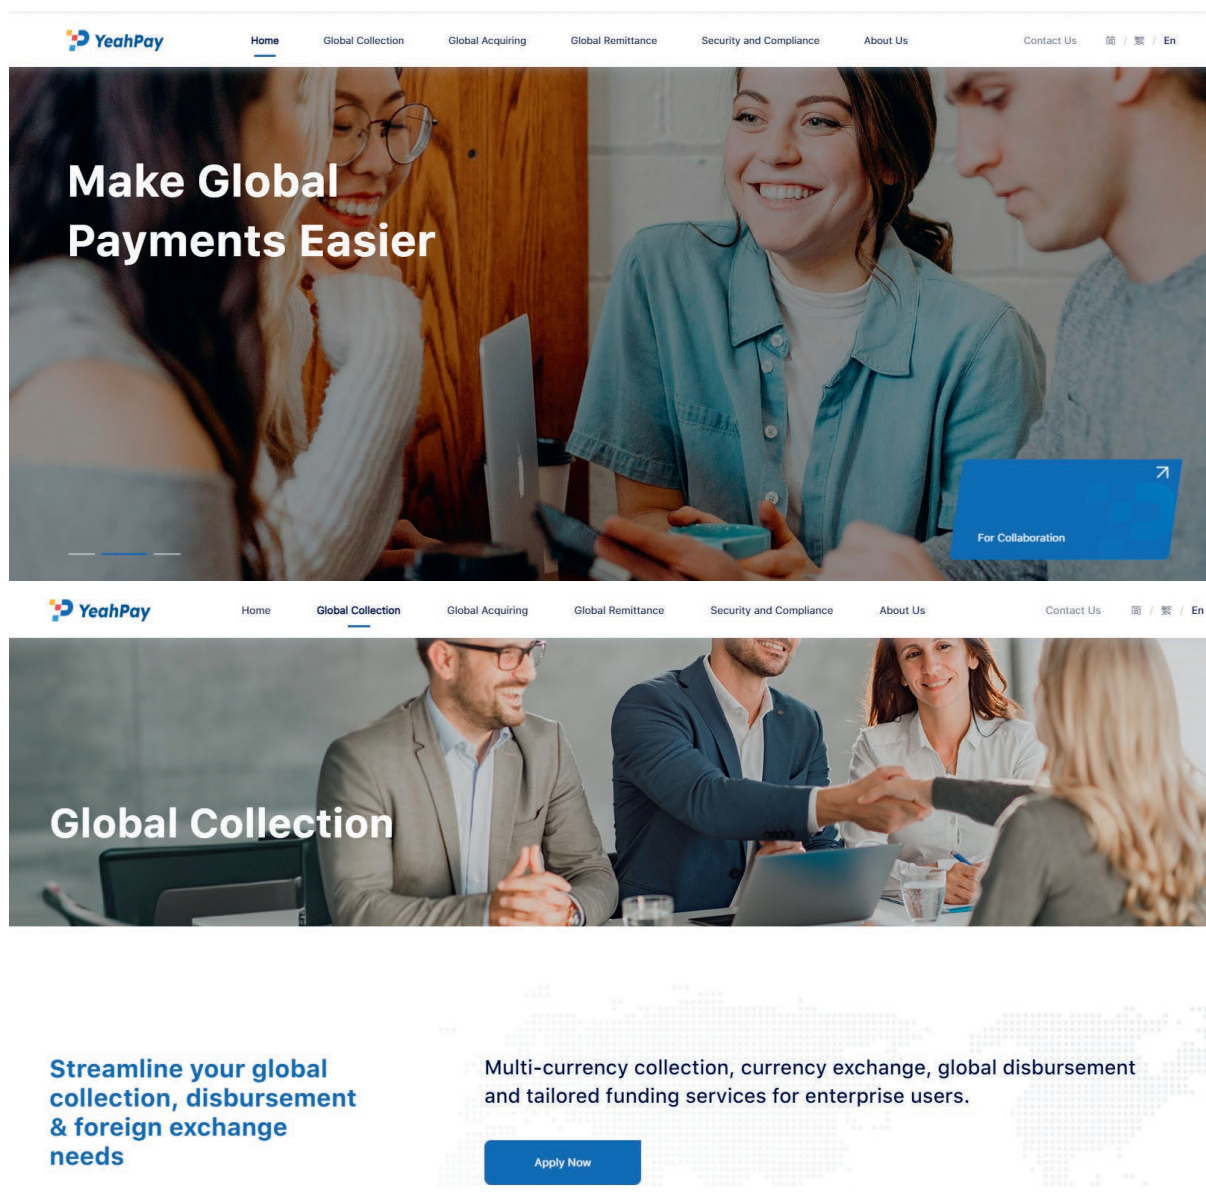 YeahPay
Home Global Collection Global Acquiring Global Remittance Security and Compliance About Us Contact Us 简 / 繁 / En
Make Global
Payments Easier
For Collaboration
YeahPay
Home Global Collection Global Acquiring Global Remittance Security and Compliance About Us Contact Us 简 / 繁 / En
Global Collection
Streamline your global
collection, disbursement
& foreign exchange
needs
Multi-currency collection, currency exchange, global disbursement
and tailored funding services for enterprise users.
Apply Now